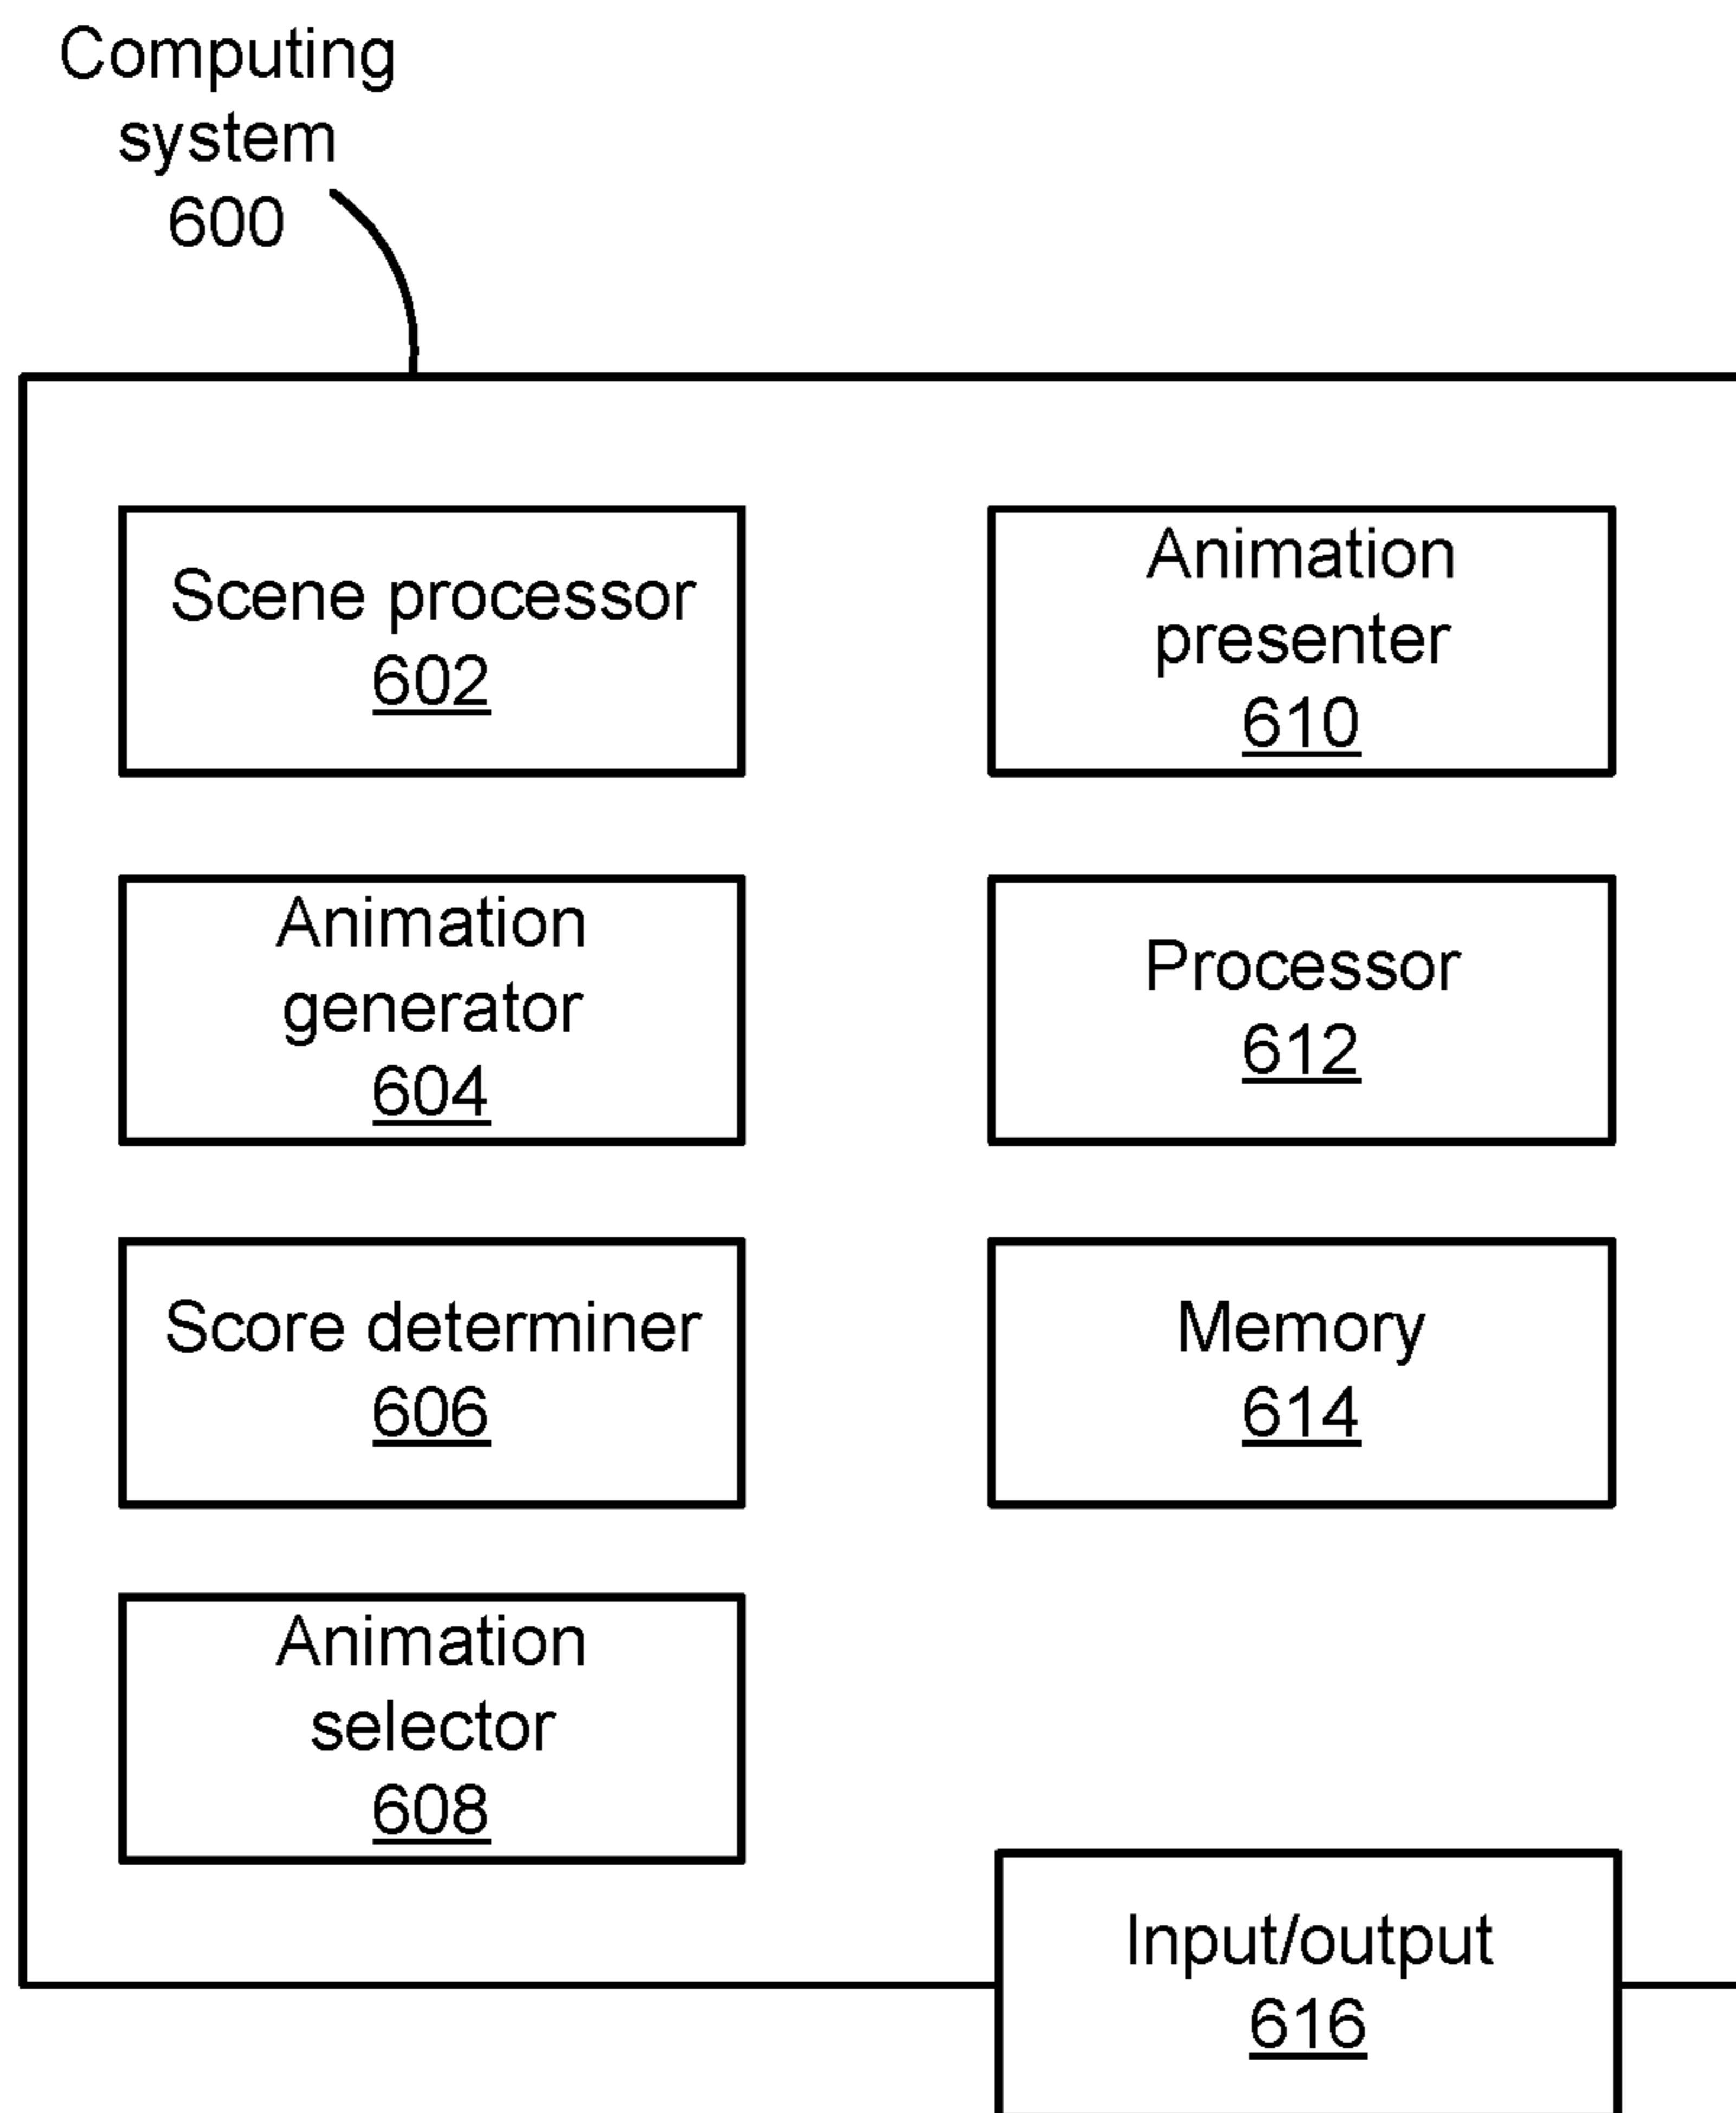 Computing
system
600
Scene processor
602
Animation
generator
604
Score determiner
606
Animation
selector
608
Animation
presenter
610
Processor
612
Memory
614
Input/output
616